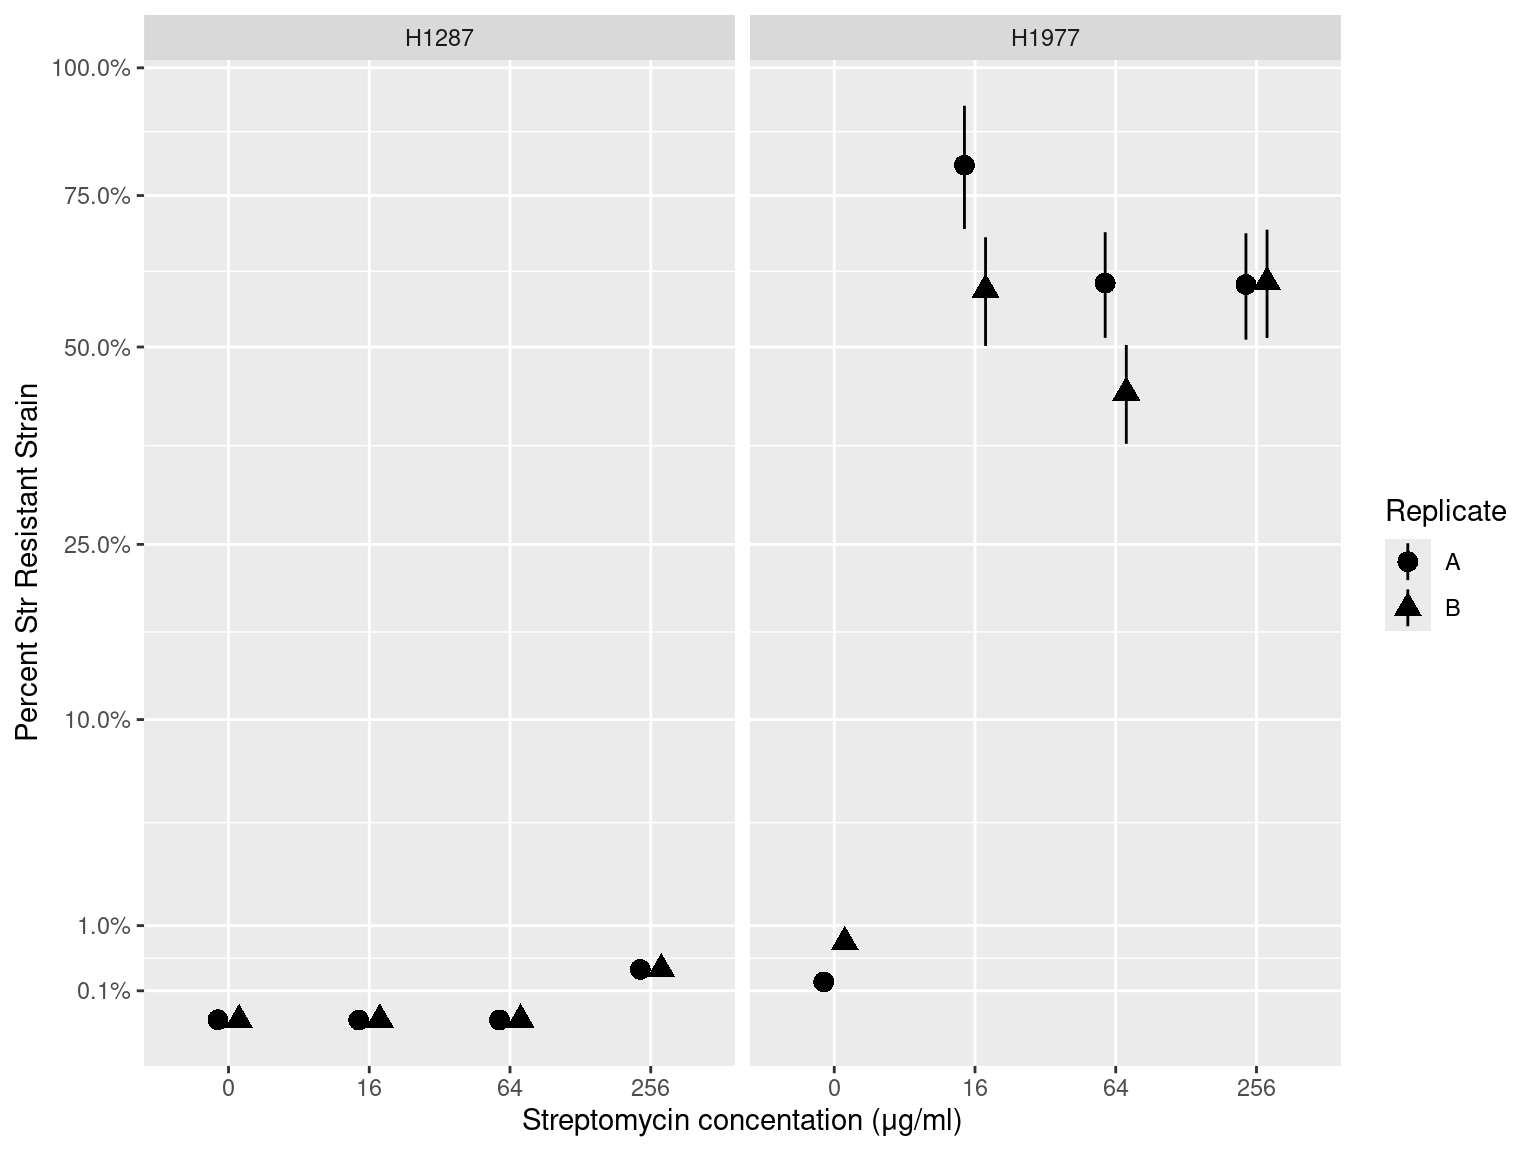 H1287
H1977
100.0%
75.0%
50.0%
25.0%
10.0%
1.0%
0.1%
Percent Str Resistant Strain
0 16 64 256
0 16 64 256
Streptomycin concentation (µg/ml)
Replicate
A
B